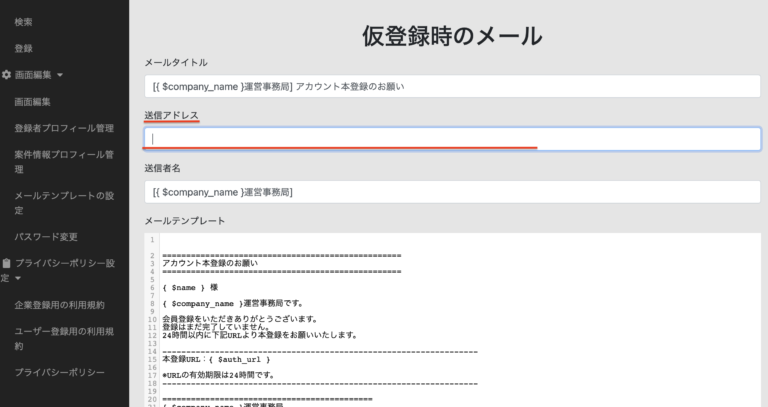 検索
登録
画面編集
画面編集
登録者プロフィール管理
案件情報プロフィール管
理
メールテンプレートの設
定
パスワード変更
プライバシーポリシー設
定
企業登録用の利用規約
ユーザー登録用の利用規
約
プライバシーポリシー
仮登録時のメール
メールタイトル
[{ $company_name }運営事務局] アカウント本登録のお願い
送信アドレス
送信者名
[{ $company_name }運営事務局]
メールテンプレート
1
2 ==================================================
3 アカウント本登録のお願い
4 ==================================================
5
6 { $name } 様
7
8 { $company_name }運営事務局です。
9
10 会員登録をいただきありがとうございます。
11 登録はまだ完了していません。
12 24時間以内に下記URLより本登録をお願いいたします。
13
14 ------------------------------------------------------------------
15 本登録URL：{ $auth_url }
16
17 *URLの有効期限は24時間です。
18 ------------------------------------------------------------------
19
20 ============================================
21 { $company_name }運営事務局